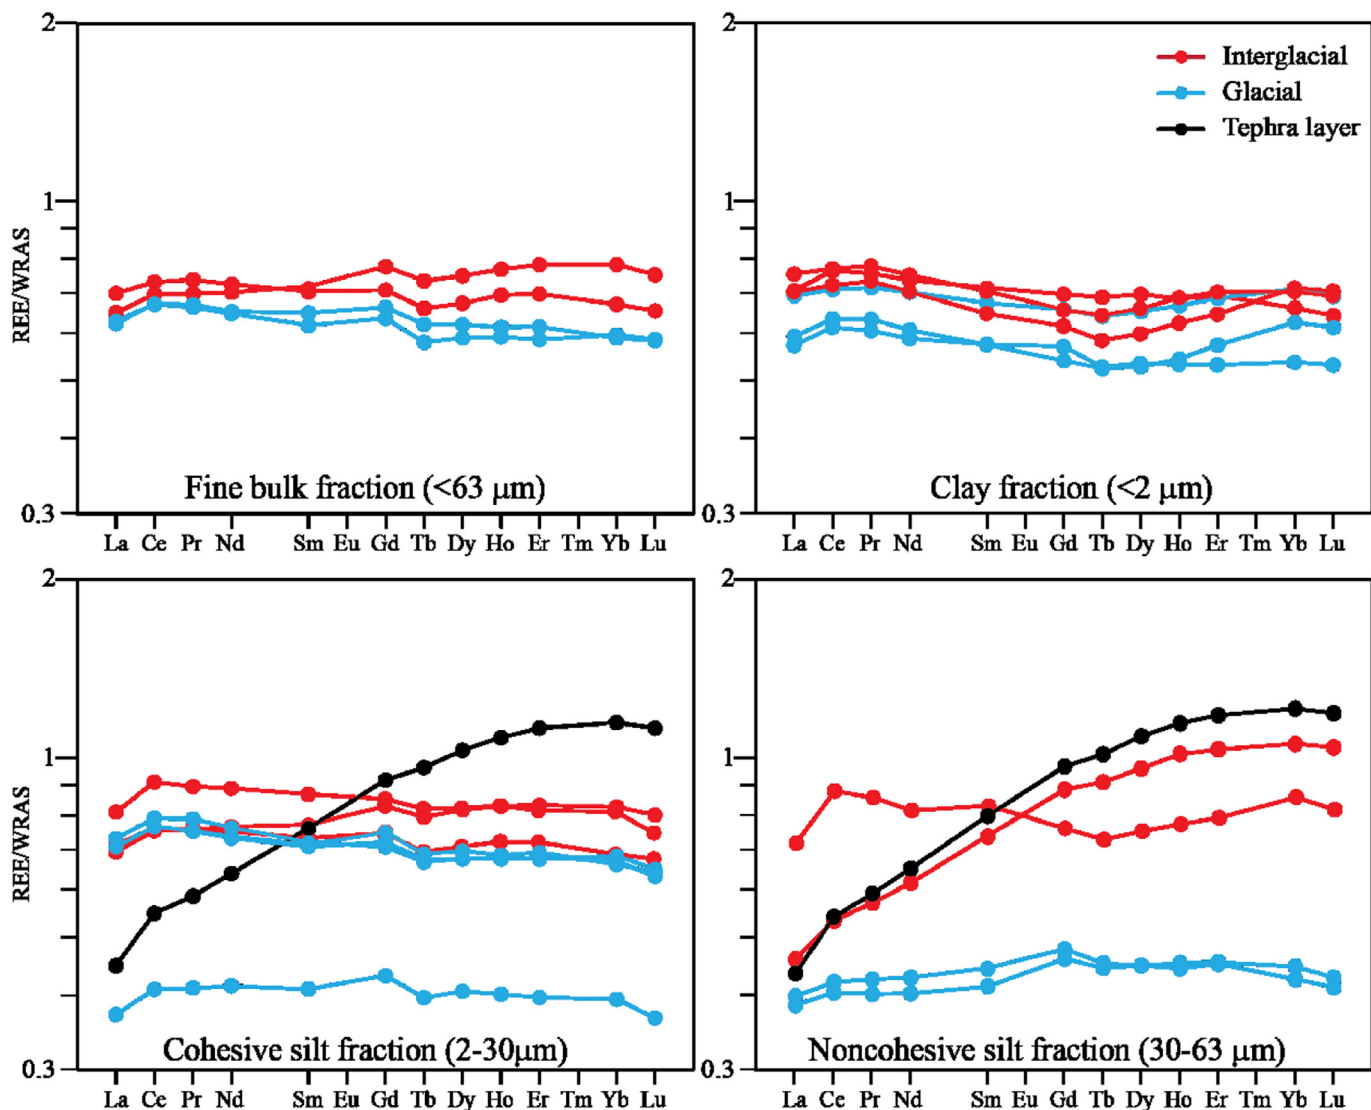 2
1
0.3
REE/WRAS
Fine bulk fraction (<63 μm)
La Ce Pr Nd Sm Eu Gd Tb Dy Ho Er Tm Yb Lu
2
1
0.3
Interglacial
Glacial
Tephra layer
Clay fraction (<2 μm)
La Ce Pr Nd Sm Eu Gd Tb Dy Ho Er Tm Yb Lu
2
1
0.3
REE/WRAS
Cohesive silt fraction (2-30μm)
La Ce Pr Nd Sm Eu Gd Tb Dy Ho Er Tm Yb Lu
2
1
0.3
Noncohesive silt fraction (30-63 μm)
La Ce Pr Nd Sm Eu Gd Tb Dy Ho Er Tm Yb Lu